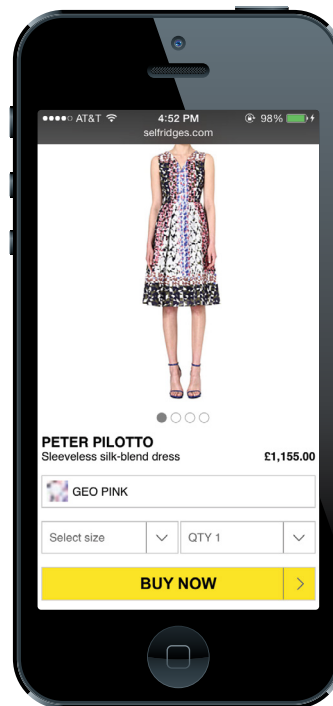 AT&T 4:52 PM 98%
selfridges.com
PETER PILOTTO
Sleeveless silk-blend dress £1,155.00
GEO PINK
Select size QTY 1
BUY NOW